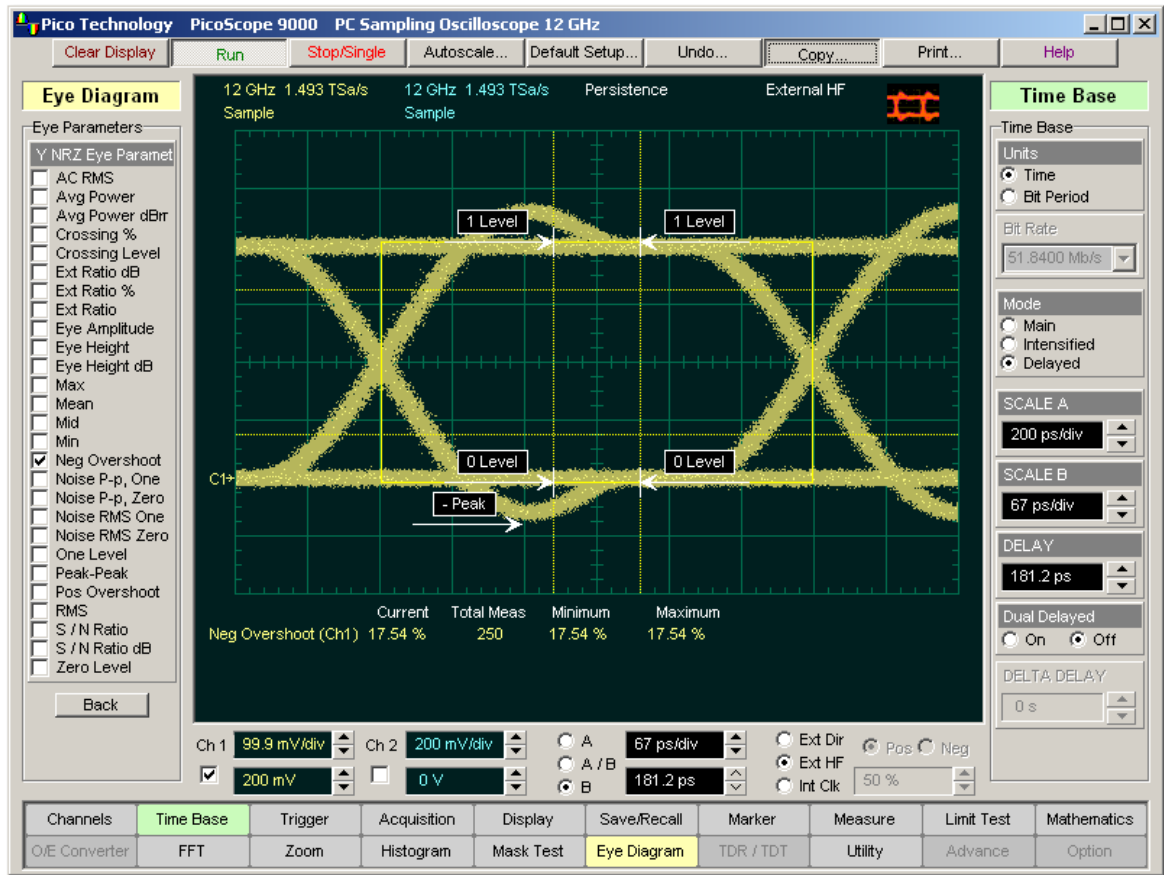 Pico Technology PicoScope 9000 PC Sampling Oscilloscope 12 GHz
Clear Display Run Stop/Single Autoscale... Default Setup... Undo... Copy... Print... Help
Eye Diagram
Eye Parameters
Y NRZ Eye Paramet
AC RMS
Avg Power
Avg Power dBm
Crossing %
Crossing Level
Ext Ratio dB
Ext Ratio %
Ext Ratio
Eye Amplitude
Eye Height
Eye Height dB
Max
Mean
Mid
Min
Neg Overshoot
Noise P-p, One
Noise P-p, Zero
Noise RMS One
Noise RMS Zero
One Level
Peak-Peak
Pos Overshoot
RMS
S / N Ratio
S / N Ratio dB
Zero Level
Back
12 GHz 1.493 TSa/s 12 GHz 1.493 TSa/s Persistence External HF
Sample Sample
1 Level 1 Level
0 Level 0 Level
C1
- Peak
Current Total Meas Minimum Maximum
Neg Overshoot (Ch1) 17.54 % 250 17.54 % 17.54 %
Time Base
Time Base
Units
Time
Bit Period
Bit Rate
51.8400 Mb/s
Mode
Main
Intensified
Delayed
SCALE A
200 ps/div
SCALE B
67 ps/div
DELAY
181.2 ps
Dual Delayed
On Off
DELTA DELAY
0 s
Ch 1 99.9 mV/div Ch 2 200 mV/div A 67 ps/div Ext Dir Pos Neg
A / B Ext HF
200 mV 0 V B 181.2 ps Int Clk 50 %
Channels Time Base Trigger Acquisition Display Save/Recall Marker Measure Limit Test Mathematics
O/E Converter FFT Zoom Histogram Mask Test Eye Diagram TDR / TDT Utility Advance Option